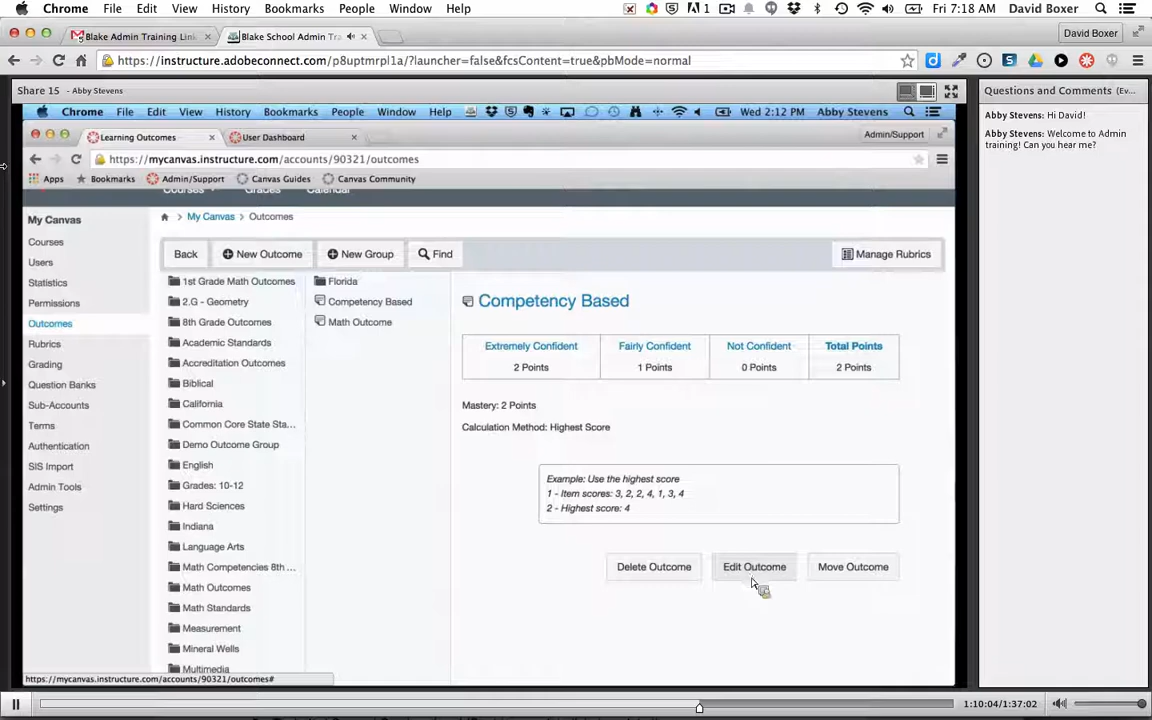 Chrome File Edit View History Bookmarks People Window Help 1 Fri 7:18 AM David Boxer
Blake Admin Training Lin
Blake School Admin Tra
David Boxer
https://instructure.adobeconnect.com/p8uptmrpl1a/?launcher=false&fcsContent=true&pbMode=normal
Share 15 - Abby Stevens
Questions and Comments (Ev...
Chrome File Edit View History Bookmarks People Window Help Wed 2:12 PM Abby Stevens
Abby Stevens: Hi David!
Abby Stevens: Welcome to Admin
training! Can you hear me?
Learning Outcomes
User Dashboard
Admin/Support
https://mycanvas.instructure.com/accounts/90321/outcomes
Apps Bookmarks Admin/Support Canvas Guides Canvas Community
Courses Grades Calendar
My Canvas
My Canvas > Outcomes
Courses
Users
Statistics
Permissions
Outcomes
Rubrics
Grading
Question Banks
Sub-Accounts
Terms
Authentication
SIS Import
Admin Tools
Settings
Back
New Outcome
New Group
Find
Manage Rubrics
1st Grade Math Outcomes
2.G - Geometry
8th Grade Outcomes
Academic Standards
Accreditation Outcomes
Biblical
California
Common Core State Sta...
Demo Outcome Group
English
Grades: 10-12
Hard Sciences
Indiana
Language Arts
Math Competencies 8th ...
Math Outcomes
Math Standards
Measurement
Mineral Wells
Multimedia
Florida
Competency Based
Math Outcome
Competency Based
Extremely Confident Fairly Confident Not Confident Total Points
2 Points 1 Points 0 Points 2 Points
Mastery: 2 Points
Calculation Method: Highest Score
Example: Use the highest score
1 - Item scores: 3, 2, 2, 4, 1, 3, 4
2 - Highest score: 4
Delete Outcome
Edit Outcome
Move Outcome
https://mycanvas.instructure.com/accounts/90321/outcomes#
1:10:04/1:37:02